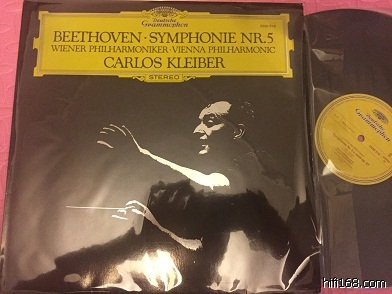 Deutsche
Grammophon
BEETHOVEN · SYMPHONIE NR. 5
WIENER PHILHARMONIKER · VIENNA PHILHARMONIC
CARLOS KLEIBER
STEREO
Deutsche
Grammophon
hifi168.com